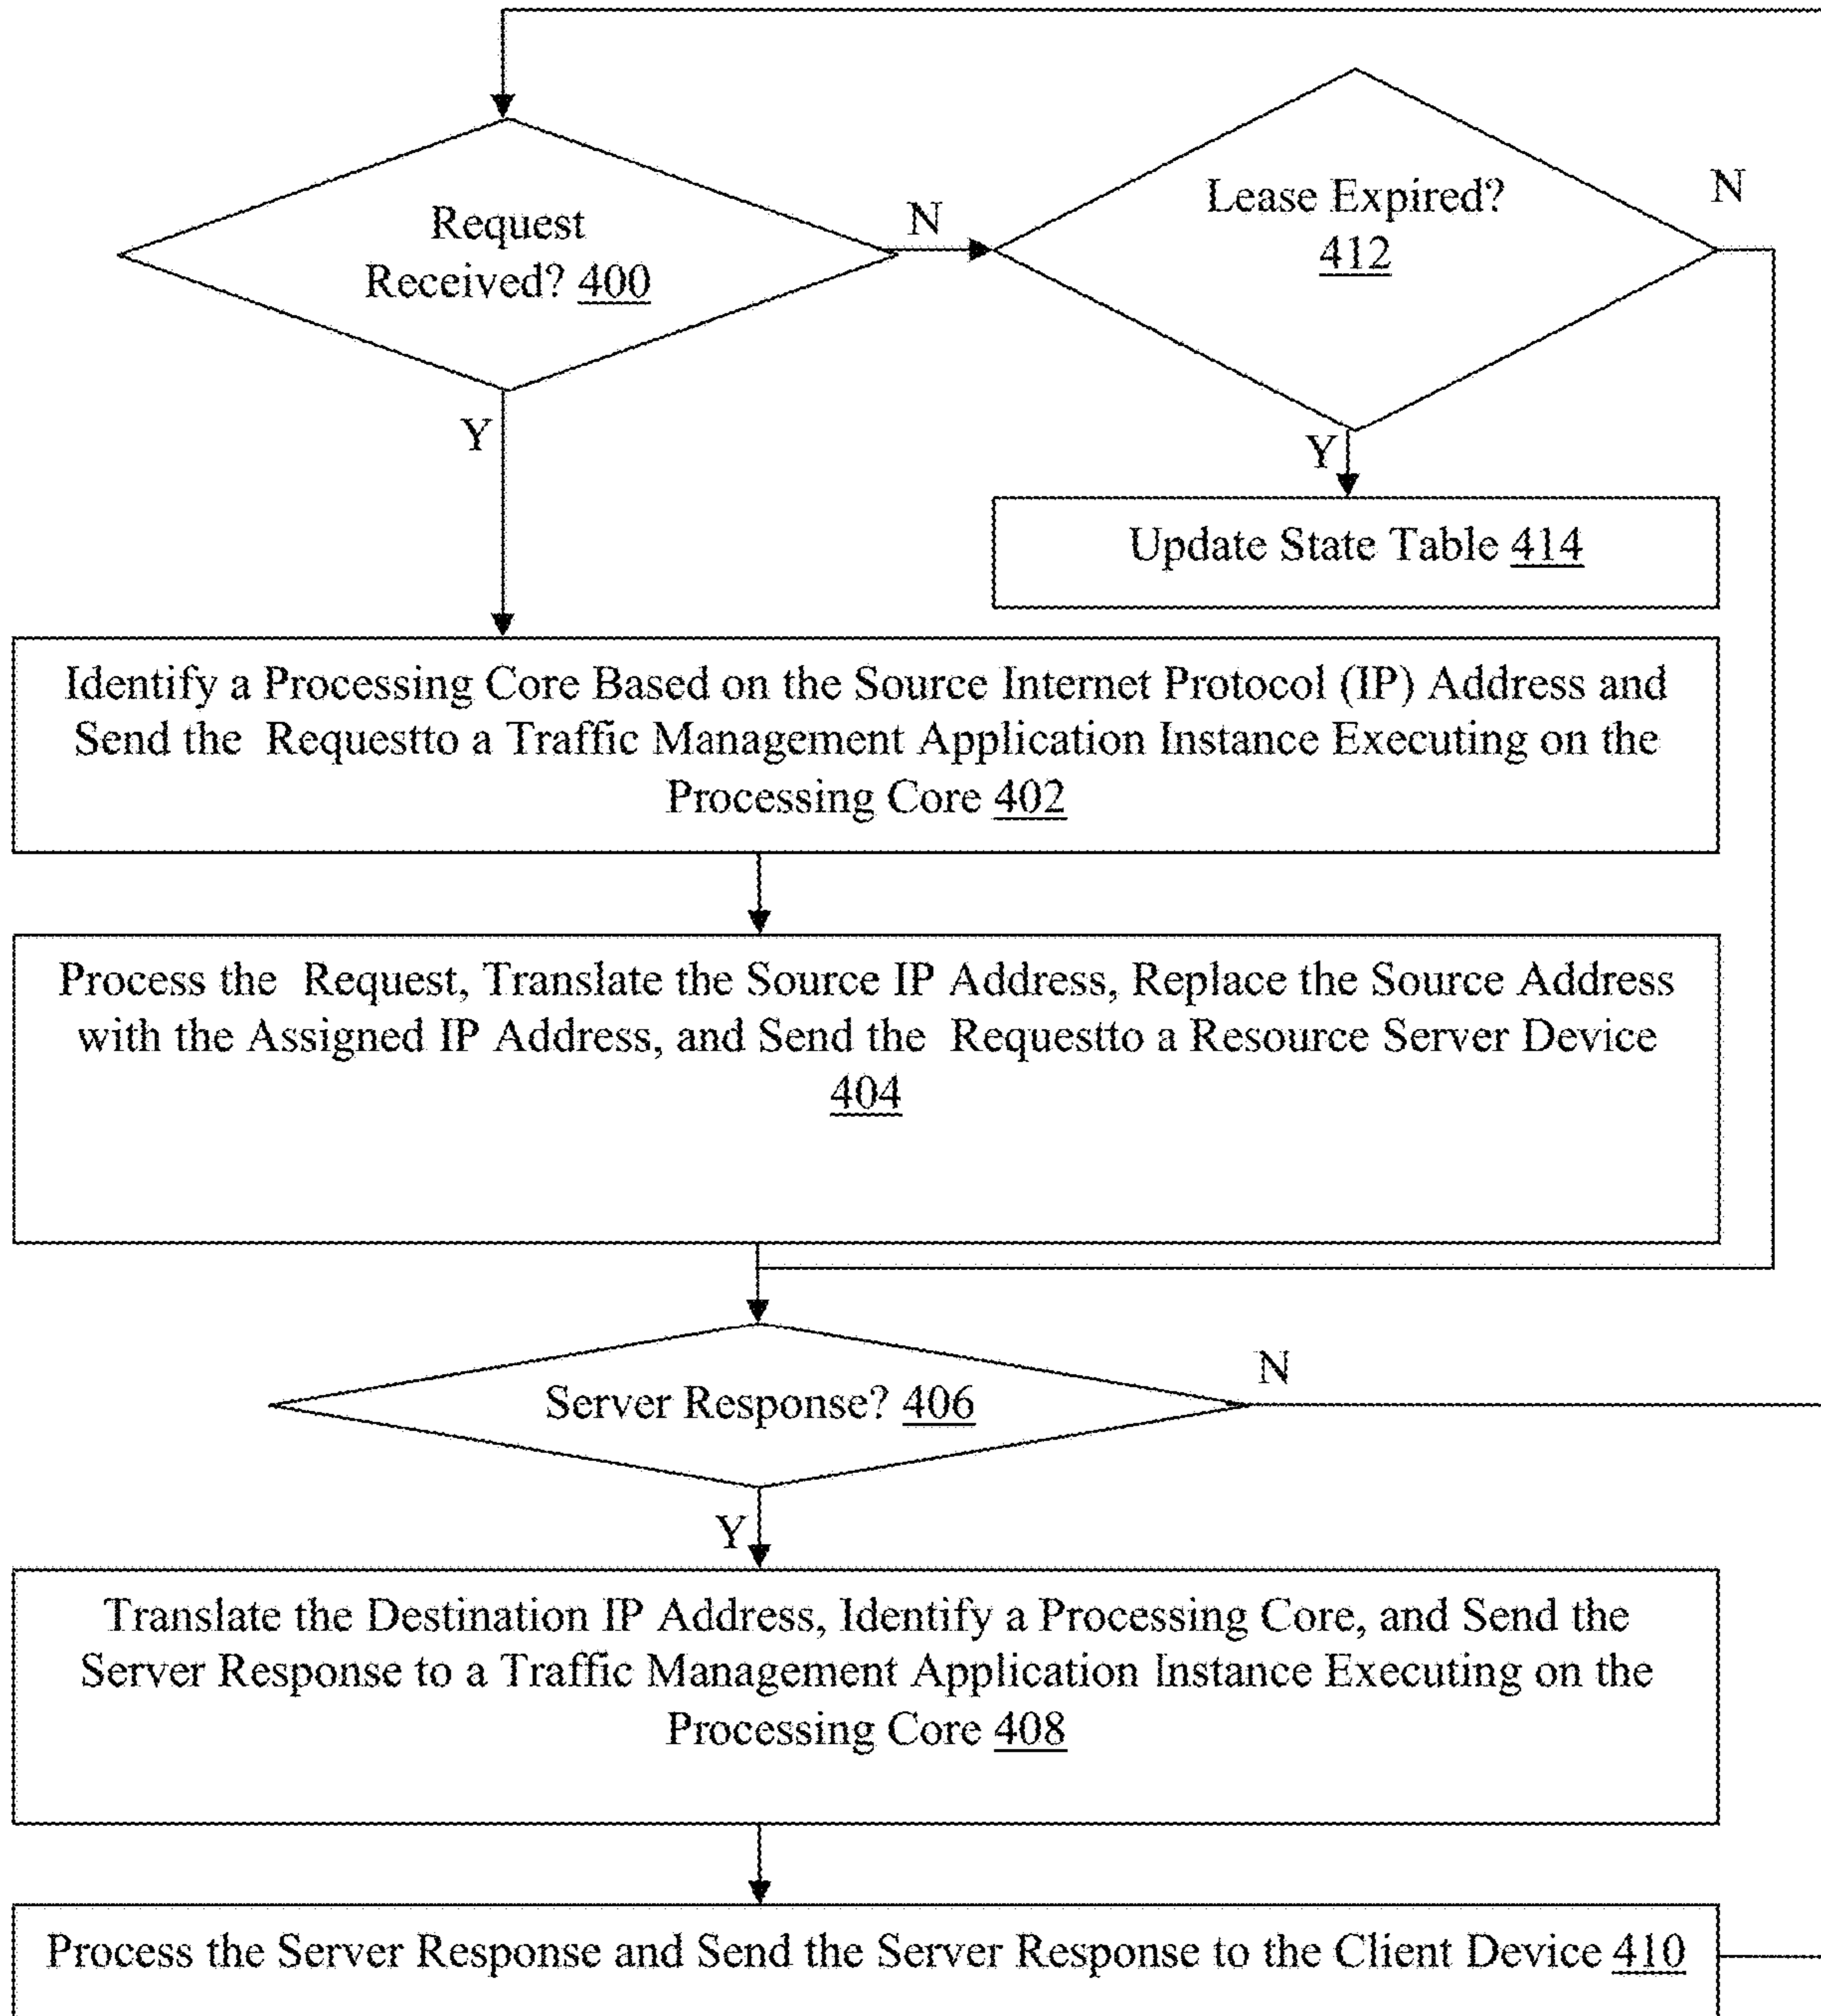 Request
Received? 400
N
Lease Expired?
412
N
Y
Y
Update State Table 414
Identify a Processing Core Based on the Source Internet Protocol (IP) Address and
Send the Requestto a Traffic Management Application Instance Executing on the
Processing Core 402
Process the Request, Translate the Source IP Address, Replace the Source Address
with the Assigned IP Address, and Send the Requestto a Resource Server Device
404
Server Response? 406
N
Y
Translate the Destination IP Address, Identify a Processing Core, and Send the
Server Response to a Traffic Management Application Instance Executing on the
Processing Core 408
Process the Server Response and Send the Server Response to the Client Device 410